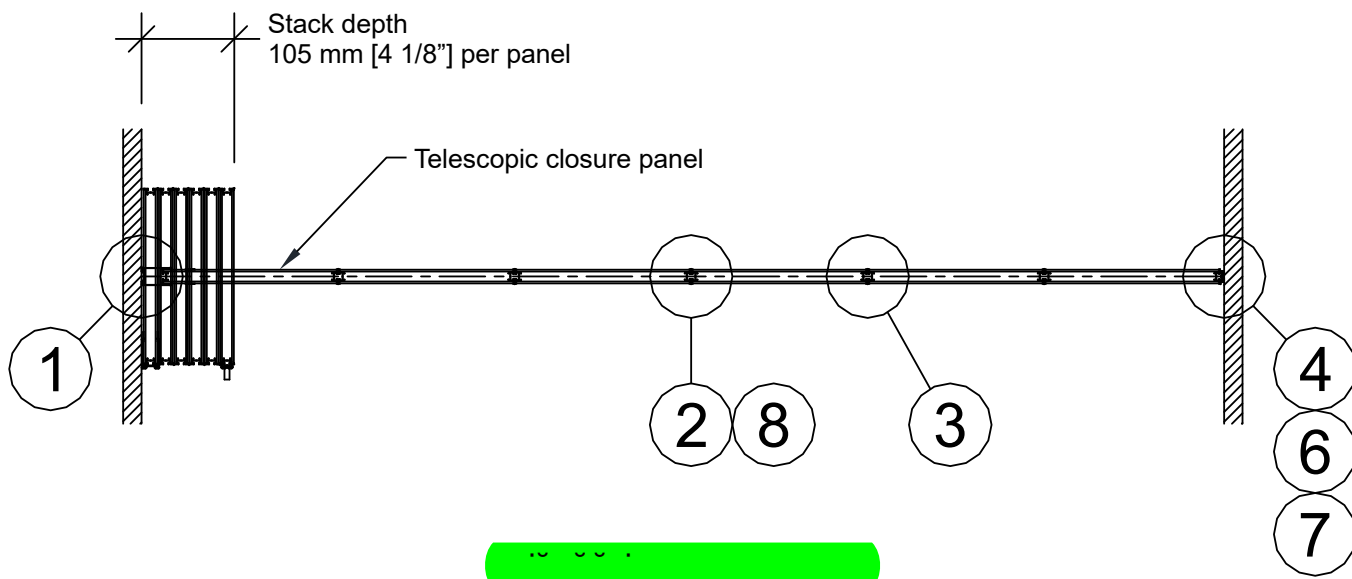 Stack depth
105 mm [4 1/8”] per panel
Telescopic closure panel
1
2 8 3
4
6
7